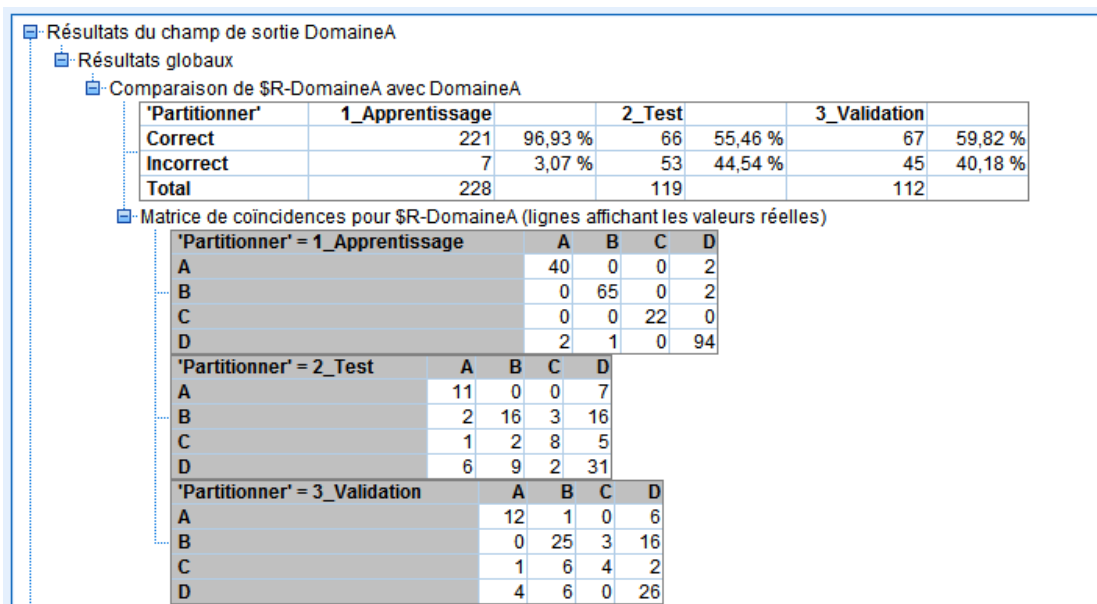 Résultats du champ de sortie DomaineA
Résultats globaux
Comparaison de $R-DomaineA avec DomaineA
'Partitionner' 1_Apprentissage 2_Test 3_Validation
Correct 221 96,93 % 66 55,46 % 67 59,82 %
Incorrect 7 3,07 % 53 44,54 % 45 40,18 %
Total 228 119 112
Matrice de coïncidences pour $R-DomaineA (lignes affichant les valeurs réelles)
'Partitionner' = 1_Apprentissage A B C D
A 40 0 0 2
B 0 65 0 2
C 0 0 22 0
D 2 1 0 94
'Partitionner' = 2_Test A B C D
A 11 0 0 7
B 2 16 3 16
C 1 2 8 5
D 6 9 2 31
'Partitionner' = 3_Validation A B C D
A 12 1 0 6
B 0 25 3 16
C 1 6 4 2
D 4 6 0 26